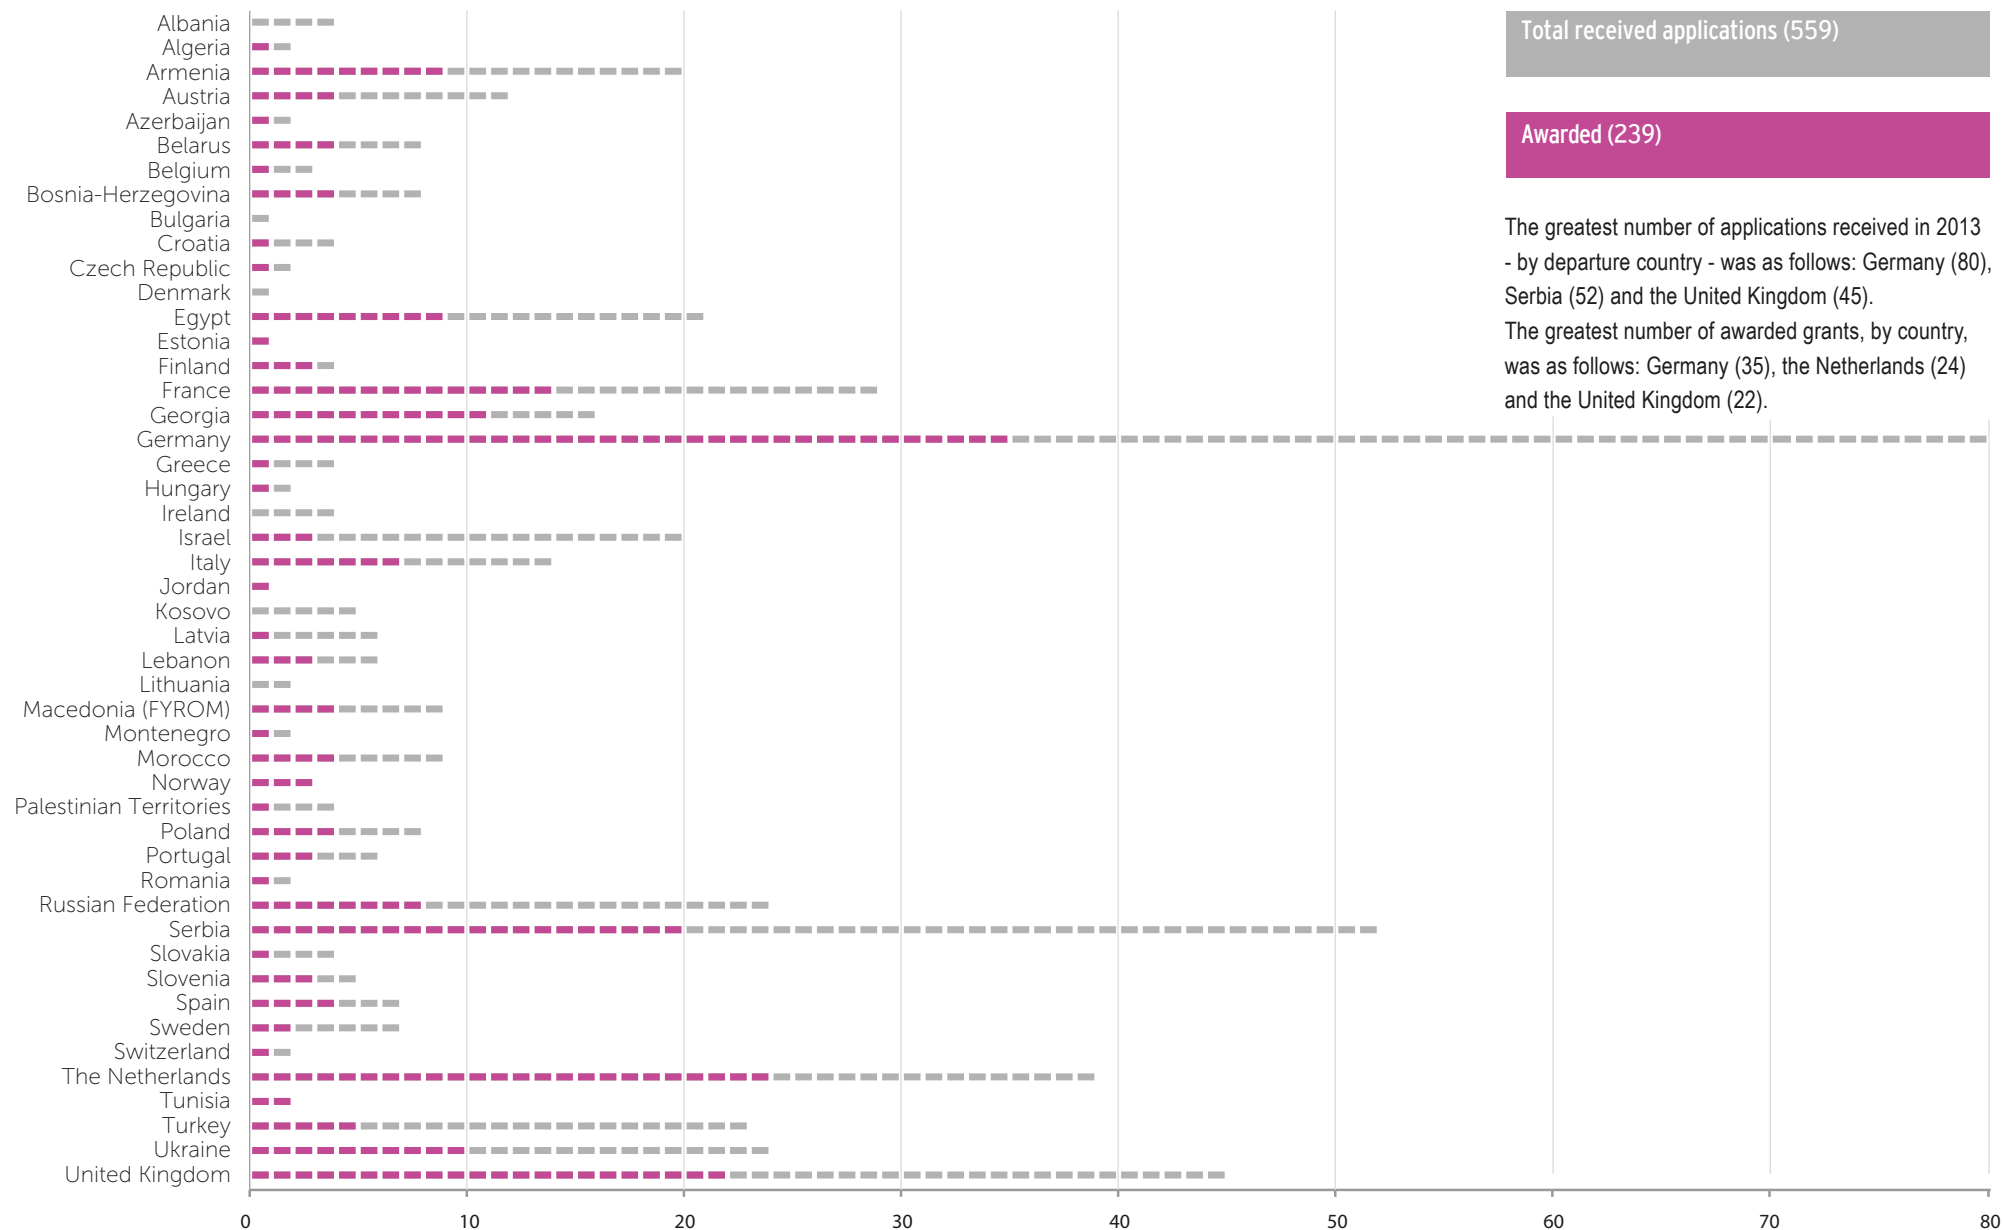 Albania
Algeria
Armenia
Austria
Azerbaijan
Belarus
Belgium
Bosnia-Herzegovina
Bulgaria
Croatia
Czech Republic
Denmark
Egypt
Estonia
Finland
France
Georgia
Germany
Greece
Hungary
Ireland
Israel
Italy
Jordan
Kosovo
Latvia
Lebanon
Lithuania
Macedonia (FYROM)
Montenegro
Morocco
Norway
Palestinian Territories
Poland
Portugal
Romania
Russian Federation
Serbia
Slovakia
Slovenia
Spain
Sweden
Switzerland
The Netherlands
Tunisia
Turkey
Ukraine
United Kingdom
0 10 20 30 40 50 60 70 80
Total received applications (559)
Awarded (239)
The greatest number of applications received in 2013
- by departure country - was as follows: Germany (80),
Serbia (52) and the United Kingdom (45).
The greatest number of awarded grants, by country,
was as follows: Germany (35), the Netherlands (24)
and the United Kingdom (22).